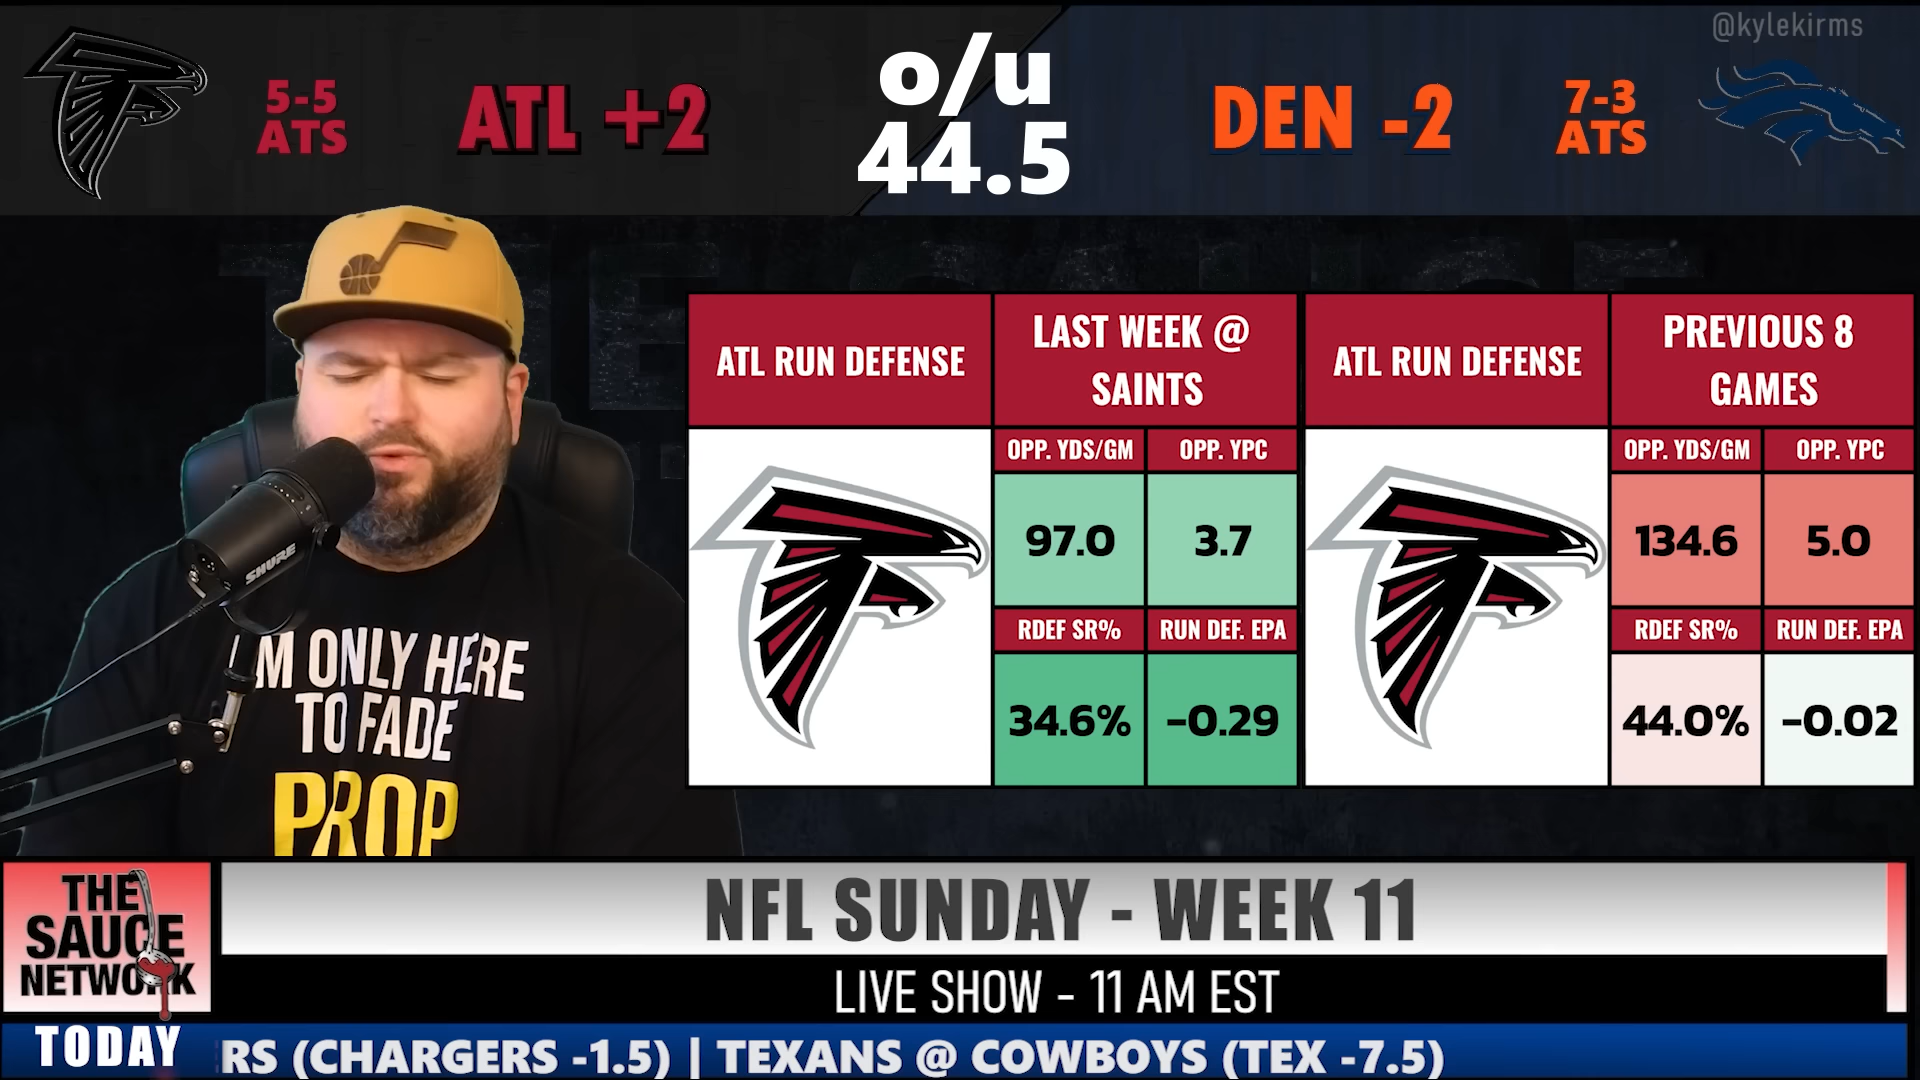 @kylekirms
5-5
ATS
ATL +2
o/u
44.5
DEN -2
7-3
ATS
ATL RUN DEFENSE
LAST WEEK @
SAINTS
OPP. YDS/GM
OPP. YPC
97.0
3.7
RDEF SR%
RUN DEF. EPA
34.6%
-0.29
ATL RUN DEFENSE
PREVIOUS 8
GAMES
OPP. YDS/GM
OPP. YPC
134.6
5.0
RDEF SR%
RUN DEF. EPA
44.0%
-0.02
SHURE
I'M ONLY HERE
TO FADE
PROP
THE
SAUCE
NETWORK
NFL SUNDAY - WEEK 11
LIVE SHOW - 11 AM EST
TODAY
RS (CHARGERS -1.5) | TEXANS @ COWBOYS (TEX -7.5)